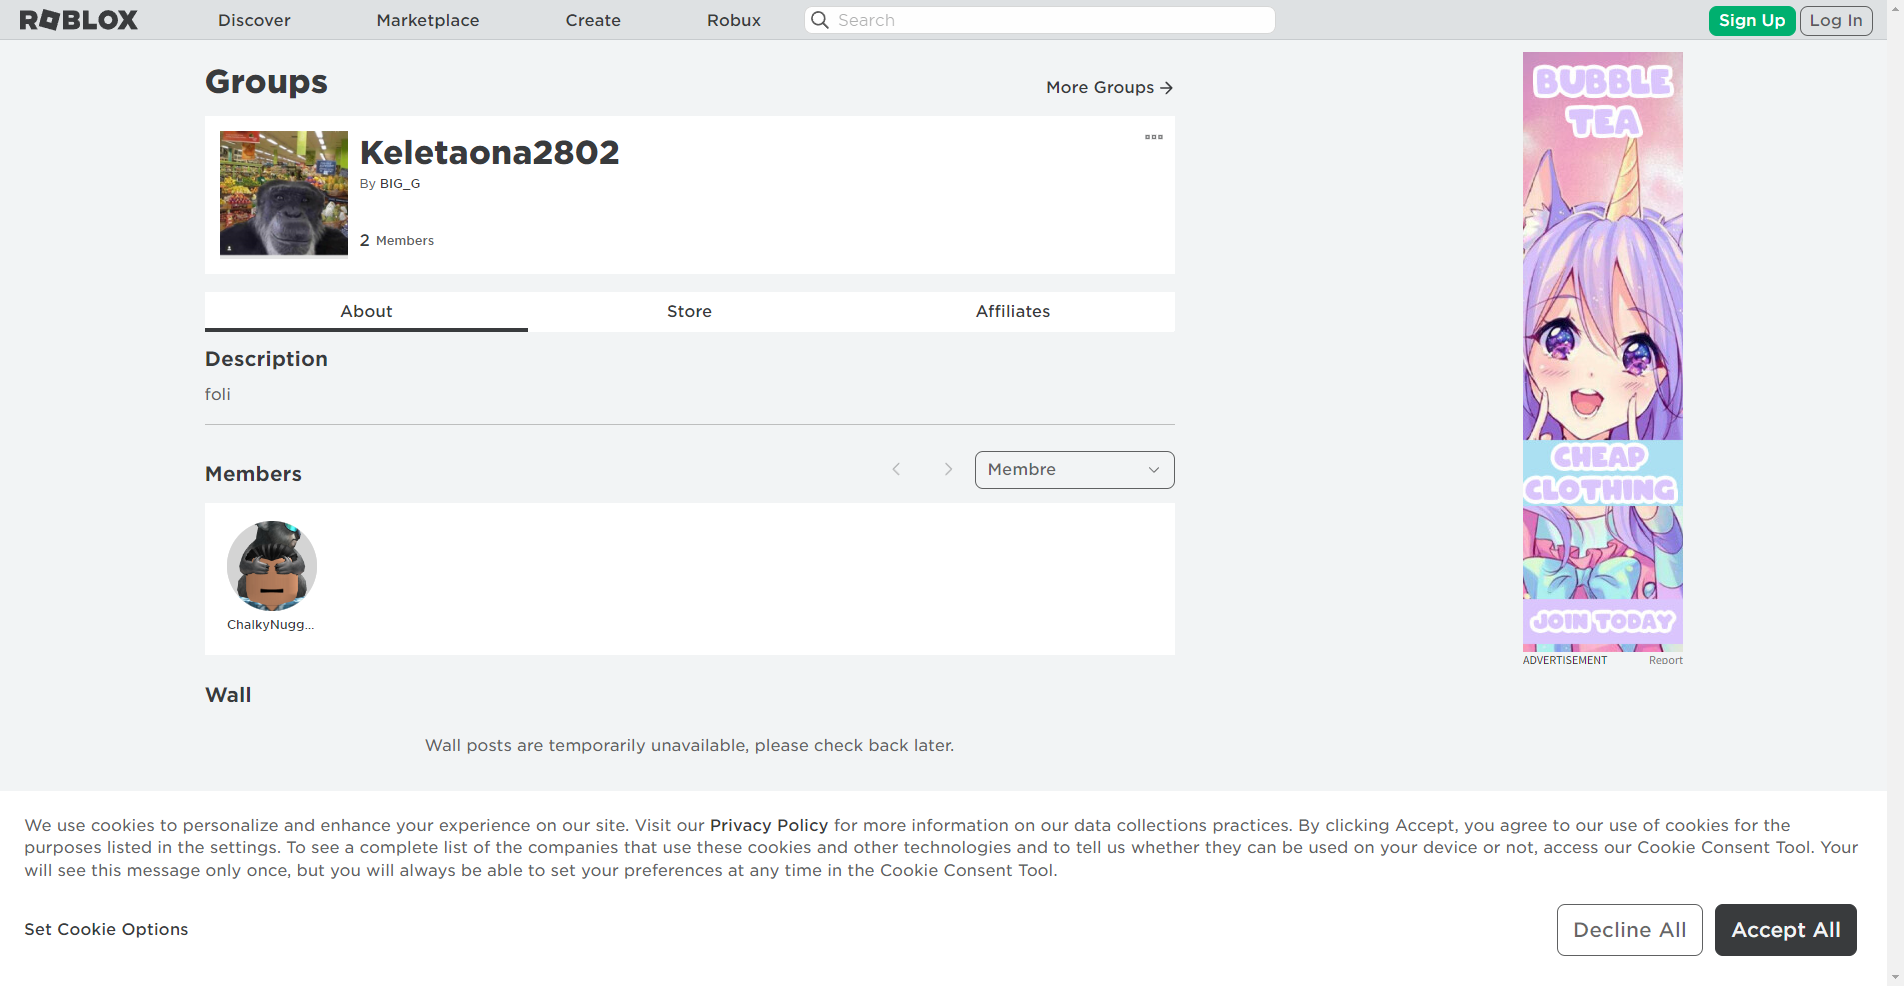 ROBLOX
Discover
Marketplace
Create
Robux
Search
Sign Up
Log In
Groups
More Groups
Keletaona2802
By BIG_G
2 Members
About
Store
Affiliates
Description
foli
Members
Membre
ChalkyNugg...
Wall
Wall posts are temporarily unavailable, please check back later.
BUBBLE
TEA
CHEAP
CLOTHING
JOIN TODAY
ADVERTISEMENT
Report
We use cookies to personalize and enhance your experience on our site. Visit our Privacy Policy for more information on our data collections practices. By clicking Accept, you agree to our use of cookies for the
purposes listed in the settings. To see a complete list of the companies that use these cookies and other technologies and to tell us whether they can be used on your device or not, access our Cookie Consent Tool. Your
will see this message only once, but you will always be able to set your preferences at any time in the Cookie Consent Tool.
Set Cookie Options
Decline All
Accept All